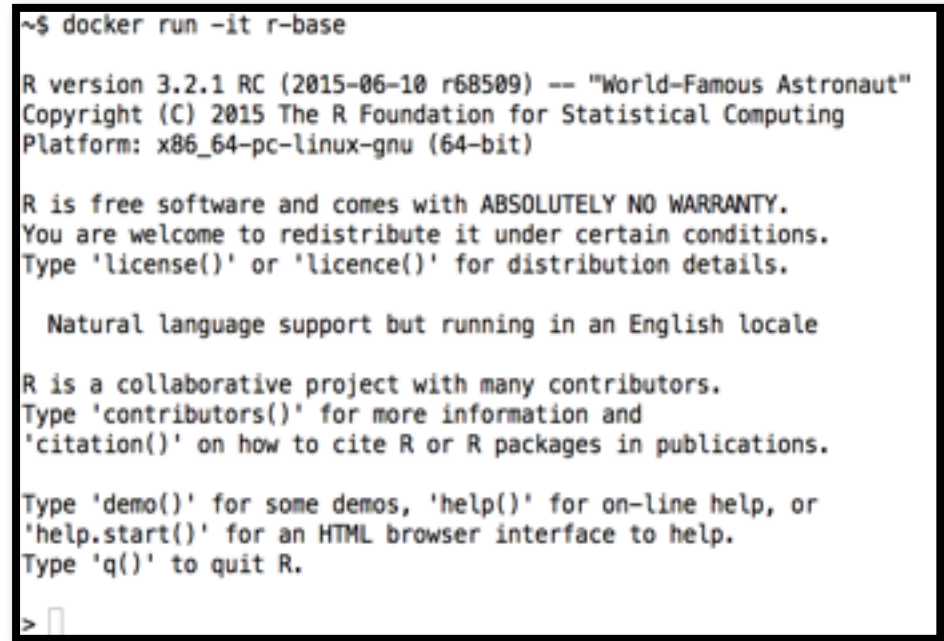 ~$ docker run -it r-base
R version 3.2.1 RC (2015-06-10 r68509) -- "World-Famous Astronaut"
Copyright (C) 2015 The R Foundation for Statistical Computing
Platform: x86_64-pc-linux-gnu (64-bit)
R is free software and comes with ABSOLUTELY NO WARRANTY.
You are welcome to redistribute it under certain conditions.
Type 'license()' or 'licence()' for distribution details.
Natural language support but running in an English locale
R is a collaborative project with many contributors.
Type 'contributors()' for more information and
'citation()' on how to cite R or R packages in publications.
Type 'demo()' for some demos, 'help()' for on-line help, or
'help.start()' for an HTML browser interface to help.
Type 'q()' to quit R.
>